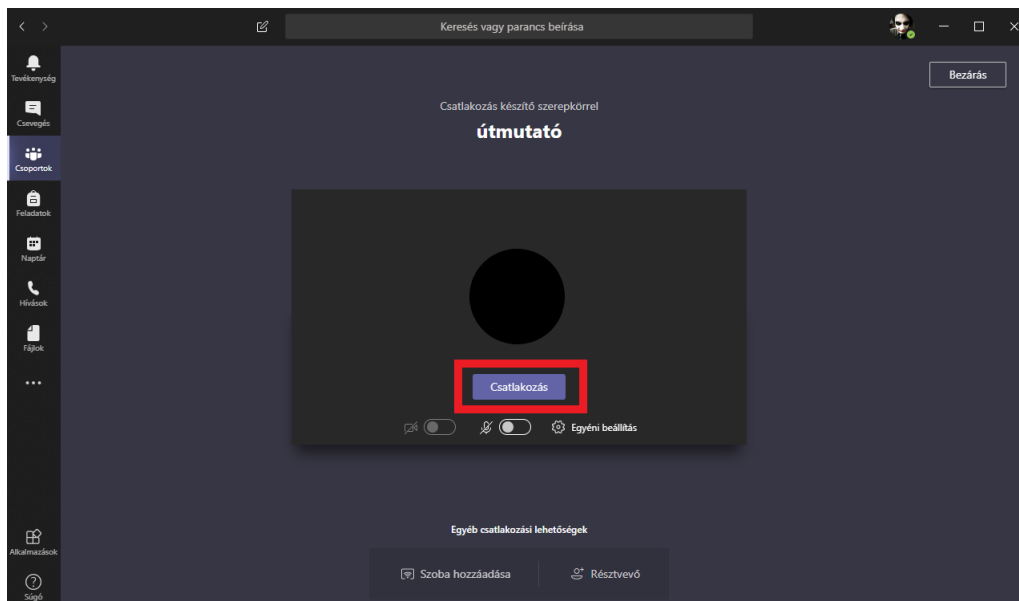 Keresés vagy parancs beírása
Tevékenység
Csevegés
Csoportok
Feladatok
Naptár
Hívások
Fájlok
Alkalmazások
Súgó
Bezárás
Csatlakozás készítő szerepkörrel
útmutató
Csatlakozás
Egyéni beállítás
Egyéb csatlakozási lehetőségek
Szoba hozzáadása
Résztvevő